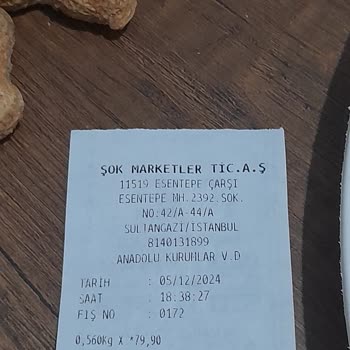 ŞOK MARKETLER TİC.A.Ş
11519 ESENTEPE ÇARŞI
ESENTEPE MH.2392.SOK.
NO:42/A-44/A
SULTANGAZİ/İSTANBUL
8140131899
ANADOLU KURUMLAR V.D
TARİH : 05/12/2024
SAAT : 18:38:27
FİŞ NO : 0172
0,560Kg X *79,90